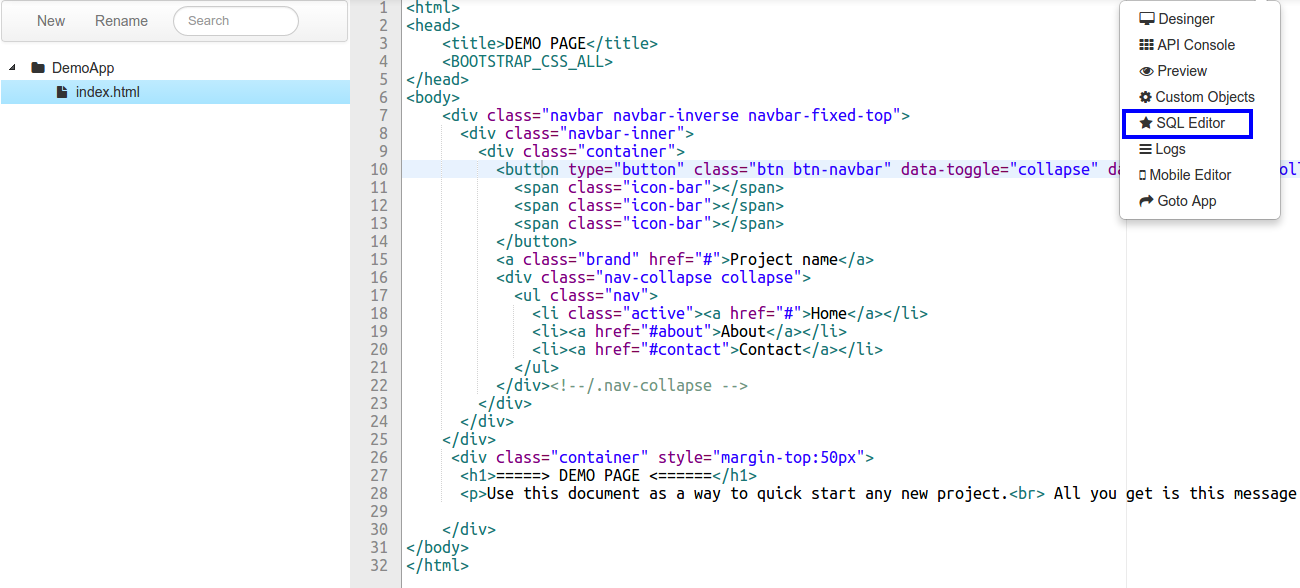 New Rename Search
DemoApp
index.html
1 <html>
2 <head>
3 <title>DEMO PAGE</title>
4 <BOOTSTRAP_CSS_ALL>
5 </head>
6 <body>
7 <div class="navbar navbar-inverse navbar-fixed-top">
8 <div class="navbar-inner">
9 <div class="container">
10 <button type="button" class="btn btn-navbar" data-toggle="collapse"
11 <span class="icon-bar"></span>
12 <span class="icon-bar"></span>
13 <span class="icon-bar"></span>
14 </button>
15 <a class="brand" href="#">Project name</a>
16 <div class="nav-collapse collapse">
17 <ul class="nav">
18 <li class="active"><a href="#">Home</a></li>
19 <li><a href="#about">About</a></li>
20 <li><a href="#contact">Contact</a></li>
21 </ul>
22 </div><!--/.nav-collapse -->
23 </div>
24 </div>
25 </div>
26 <div class="container" style="margin-top:50px">
27 <h1>=====> DEMO PAGE <======</h1>
28 <p>Use this document as a way to quick start any new project.<br> All you get is this message
29
30 </div>
31 </body>
32 </html>
Desinger
API Console
Preview
Custom Objects
SQL Editor
Logs
Mobile Editor
Goto App